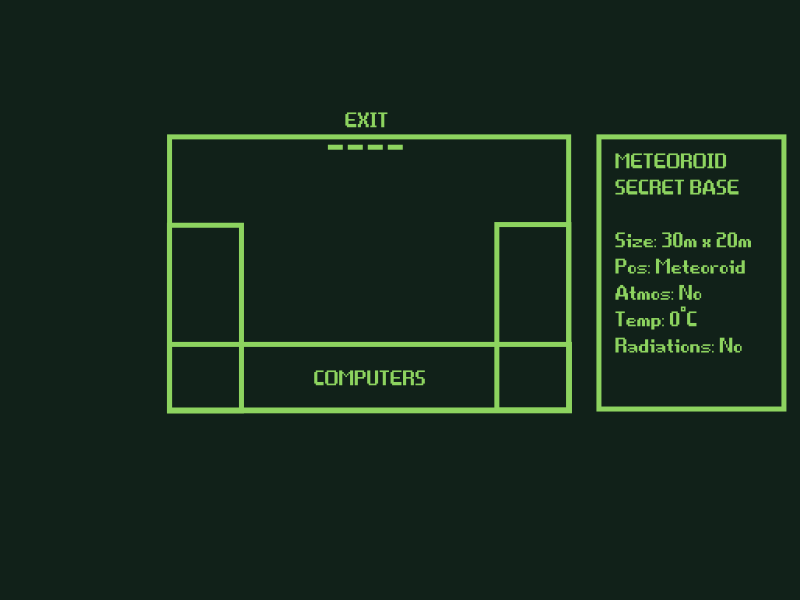 EXIT
METEOROID
SECRET BASE
Size: 30m x 20m
Pos: Meteoroid
Atmos: No
Temp: 0°C
Radiations: No
COMPUTERS